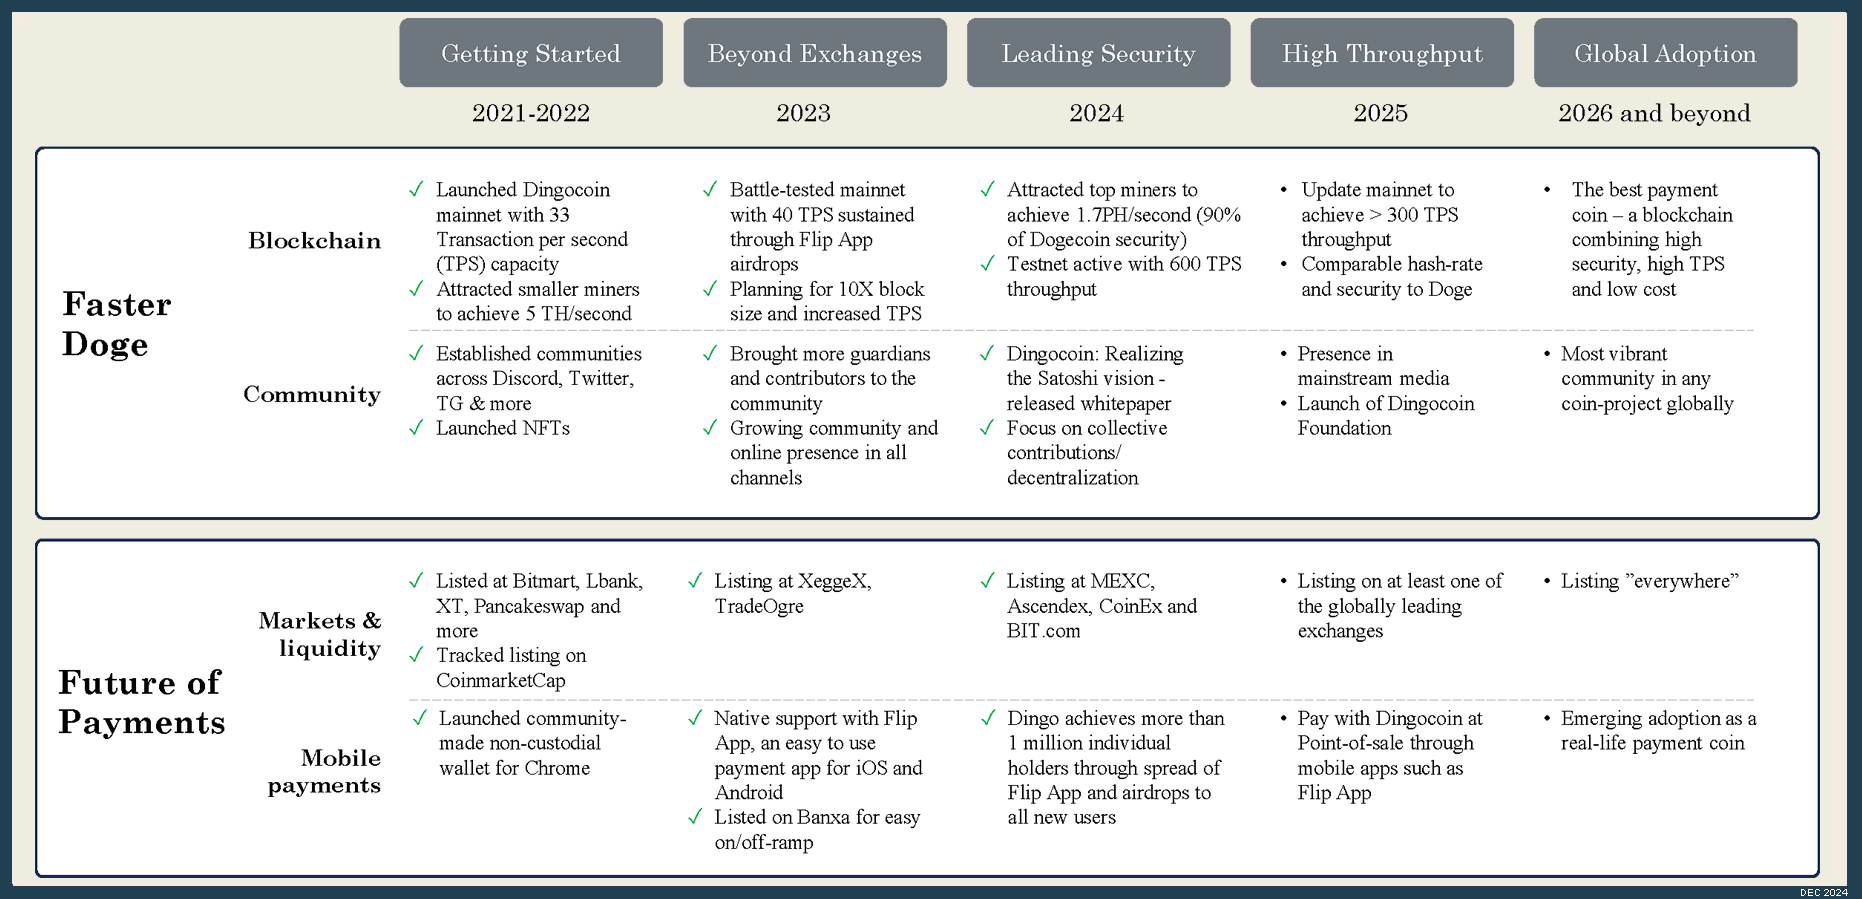 Getting Started
Beyond Exchanges
Leading Security
High Throughput
Global Adoption
2021-2022
2023
2024
2025
2026 and beyond
Faster
Doge
Blockchain
✓ Launched Dingocoin
mainnet with 33
Transaction per second
(TPS) capacity
✓ Attracted smaller miners
to achieve 5 TH/second
✓ Battle-tested mainnet
with 40 TPS sustained
through Flip App
airdrops
✓ Planning for 10X block
size and increased TPS
✓ Attracted top miners to
achieve 1.7PH/second (90%
of Dogecoin security)
✓ Testnet active with 600 TPS
throughput
• Update mainnet to
achieve > 300 TPS
throughput
• Comparable hash-rate
and security to Doge
• The best payment
coin – a blockchain
combining high
security, high TPS
and low cost
Community
✓ Established communities
across Discord, Twitter,
TG & more
✓ Launched NFTs
✓ Brought more guardians
and contributors to the
community
✓ Growing community and
online presence in all
channels
✓ Dingocoin: Realizing
the Satoshi vision -
released whitepaper
✓ Focus on collective
contributions/
decentralization
• Presence in
mainstream media
• Launch of Dingocoin
Foundation
• Most vibrant
community in any
coin-project globally
Future of
Payments
Markets &
liquidity
✓ Listed at Bitmart, Lbank,
XT, Pancakeswap and
more
✓ Tracked listing on
CoinmarketCap
✓ Listing at XeggeX,
TradeOgre
✓ Listing at MEXC,
Ascendex, CoinEx and
BIT.com
• Listing on at least one of
the globally leading
exchanges
• Listing ”everywhere”
Mobile
payments
✓ Launched community-
made non-custodial
wallet for Chrome
✓ Native support with Flip
App, an easy to use
payment app for iOS and
Android
✓ Listed on Banxa for easy
on/off-ramp
✓ Dingo achieves more than
1 million individual
holders through spread of
Flip App and airdrops to
all new users
• Pay with Dingocoin at
Point-of-sale through
mobile apps such as
Flip App
• Emerging adoption as a
real-life payment coin
DEC 2024